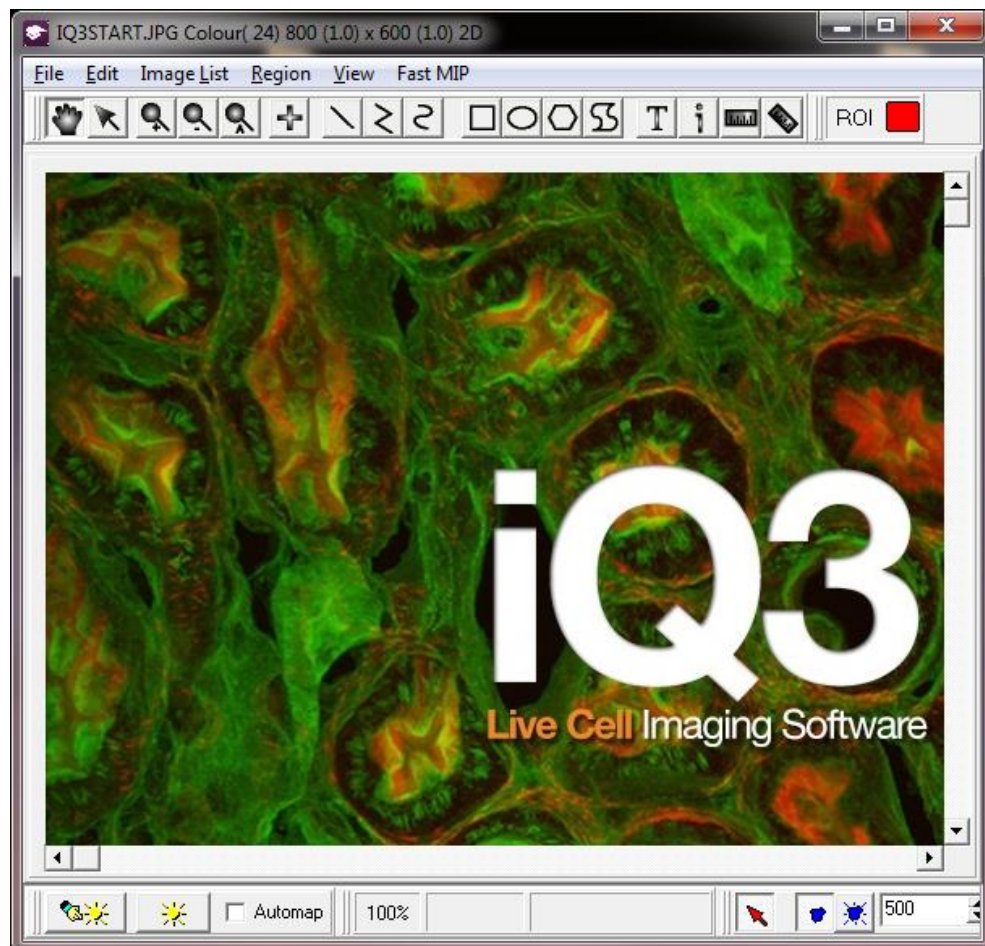 IQ3START.JPG Colour( 24) 800 (1.0) x 600 (1.0) 2D
File Edit Image List Region View Fast MIP
T i ROI
iQ3
Live Cell Imaging Software
Automap 100% 500